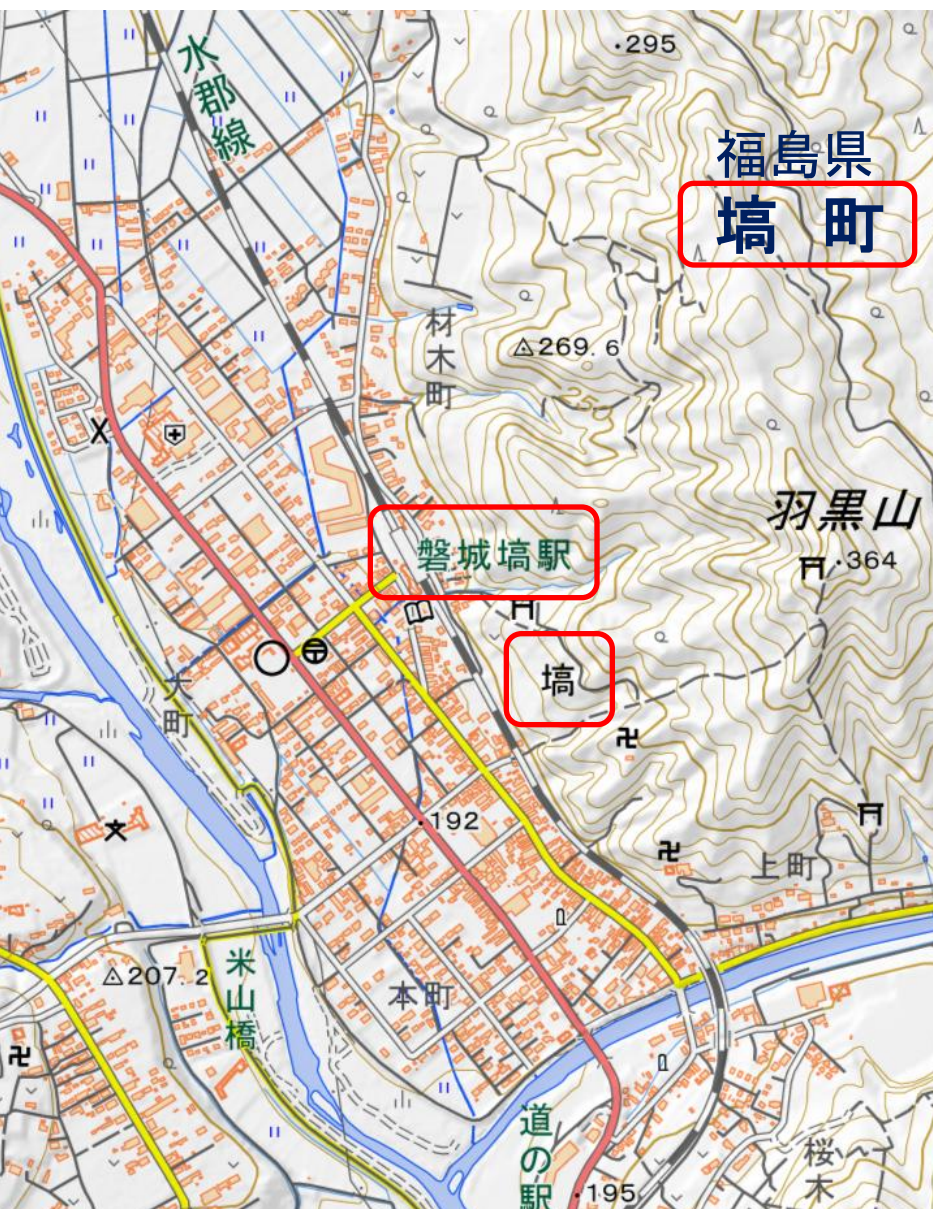 水郡線
・295
福島県
塙 町
材木町
269.6
250
羽黒山
・364
磐城塙駅
塙
大町
・192
上町
207.2
米山橋
本町
道の駅
・195
桜木